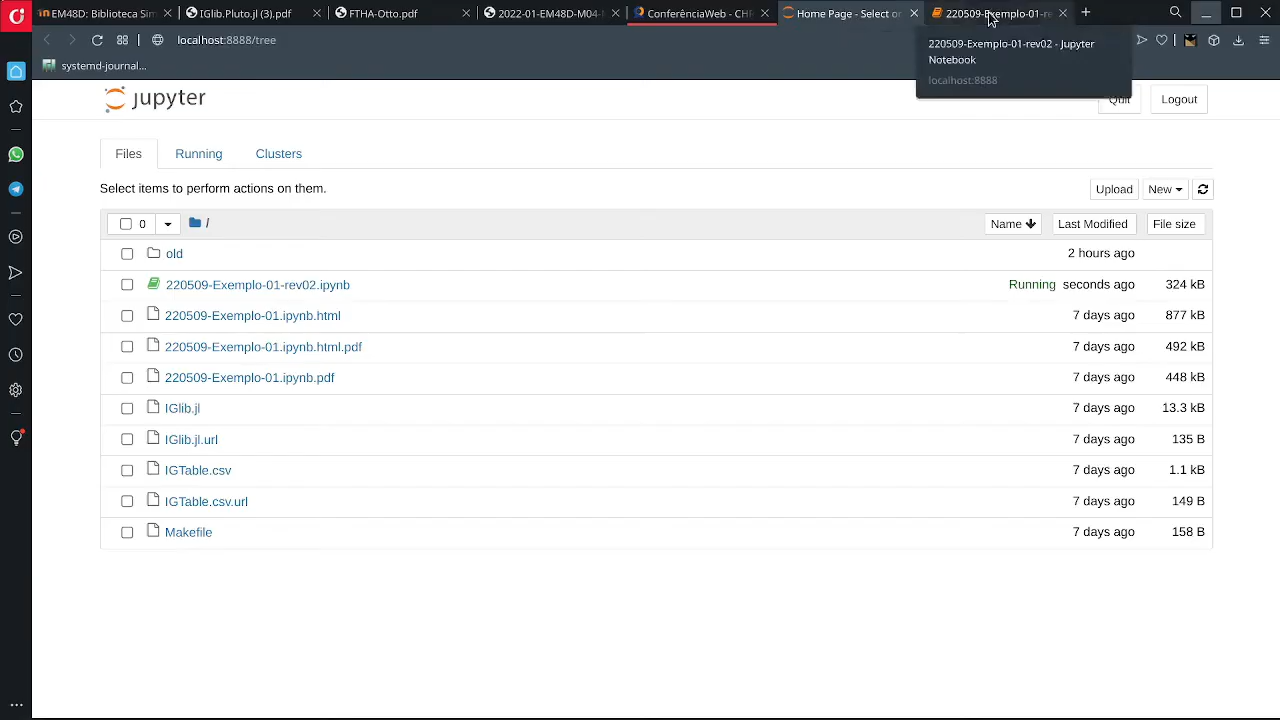 EM48D: Biblioteca Sim
IGlib.Pluto.jl (3).pdf
FTHA-Otto.pdf
2022-01-EM48D-M04-
ConferênciaWeb - CHF
Home Page - Select or
220509-Exemplo-01-re
localhost:8888/tree
220509-Exemplo-01-rev02 - Jupyter
Notebook
localhost:8888
systemd-journal...
jupyter
Quit
Logout
Files
Running
Clusters
Select items to perform actions on them.
Upload
New
0
/
Name
Last Modified
File size
old
2 hours ago
220509-Exemplo-01-rev02.ipynb
Running seconds ago
324 kB
220509-Exemplo-01.ipynb.html
7 days ago
877 kB
220509-Exemplo-01.ipynb.html.pdf
7 days ago
492 kB
220509-Exemplo-01.ipynb.pdf
7 days ago
448 kB
IGlib.jl
7 days ago
13.3 kB
IGlib.jl.url
7 days ago
135 B
IGTable.csv
7 days ago
1.1 kB
IGTable.csv.url
7 days ago
149 B
Makefile
7 days ago
158 B